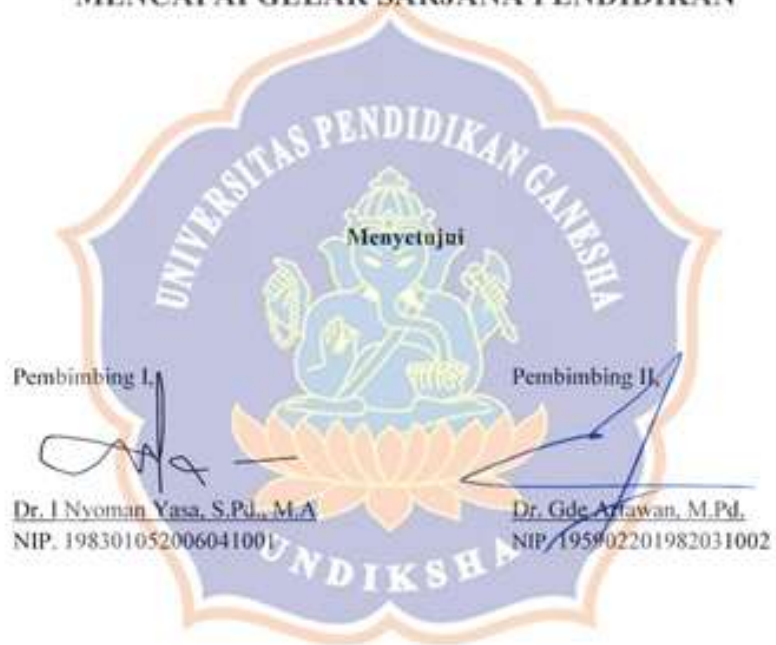 MENCAPAI GELAR SARJANA PENDIDIKAN
UNIVERSITAS PENDIDIKAN GANESHA
Menyetujui
Pembimbing I,
Pembimbing II,
Dr. I Nyoman Yasa, S.Pd., M.A
Dr. Gde Artawan, M.Pd.
NIP. 198301052006041001
NIP. 195902201982031002
UNDIKSHA